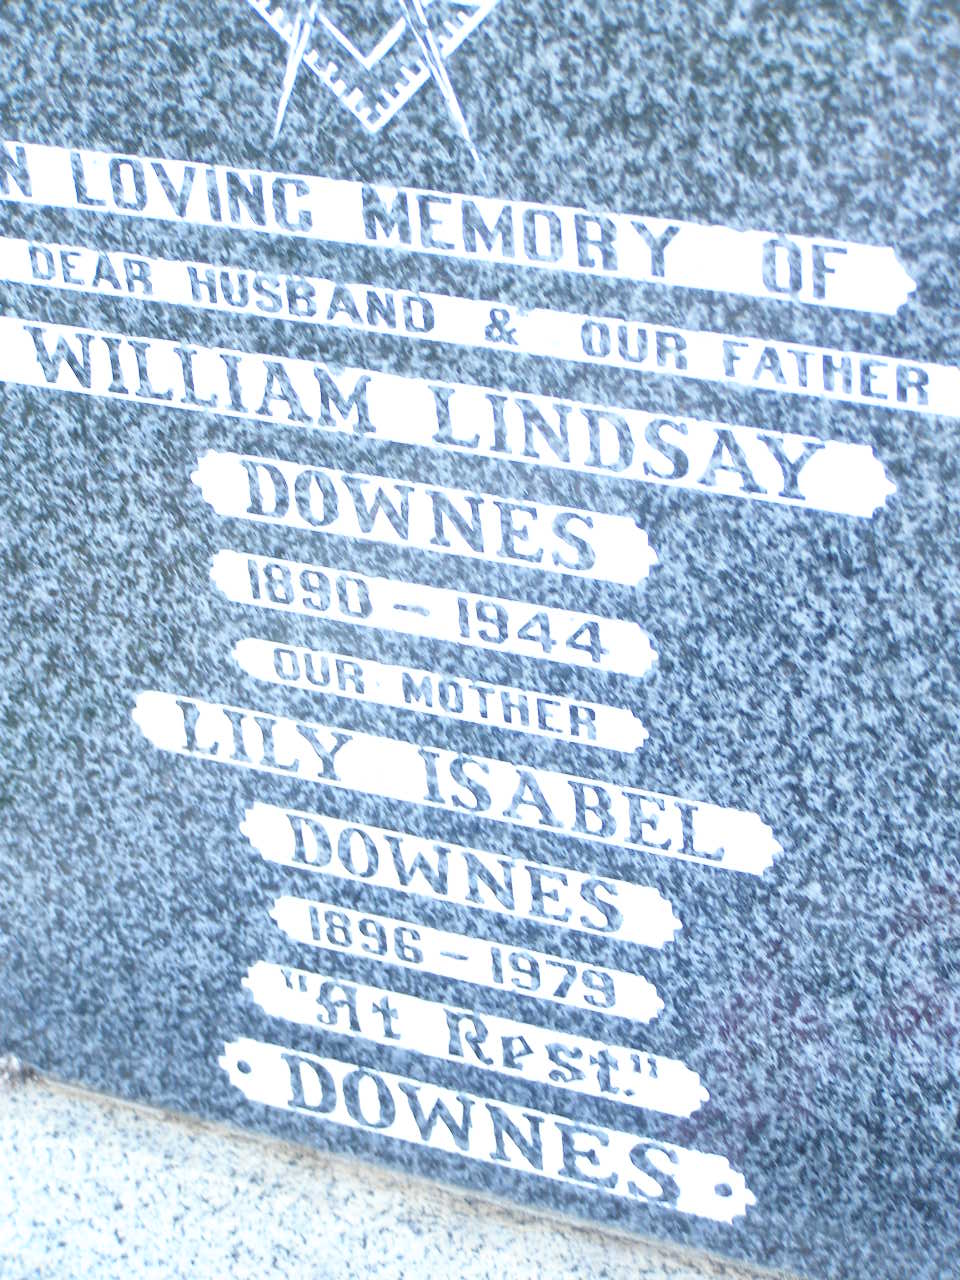 N LOVING MEMORY OF
DEAR HUSBAND & OUR FATHER
WILLIAM LINDSAY
DOWNES
1890 - 1944
OUR MOTHER
LILY ISABEL
DOWNES
1896 - 1979
"At Rest"
• DOWNES •